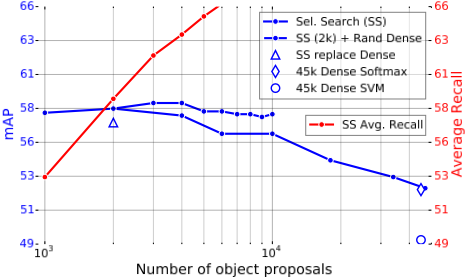 66
63
61
58
56
53
51
49
mAP
Sel. Search (SS)
SS (2k) + Rand Dense
SS replace Dense
45k Dense Softmax
45k Dense SVM
SS Avg. Recall
66
63
61
58
56
53
51
49
Average Recall
10³
10⁴
Number of object proposals